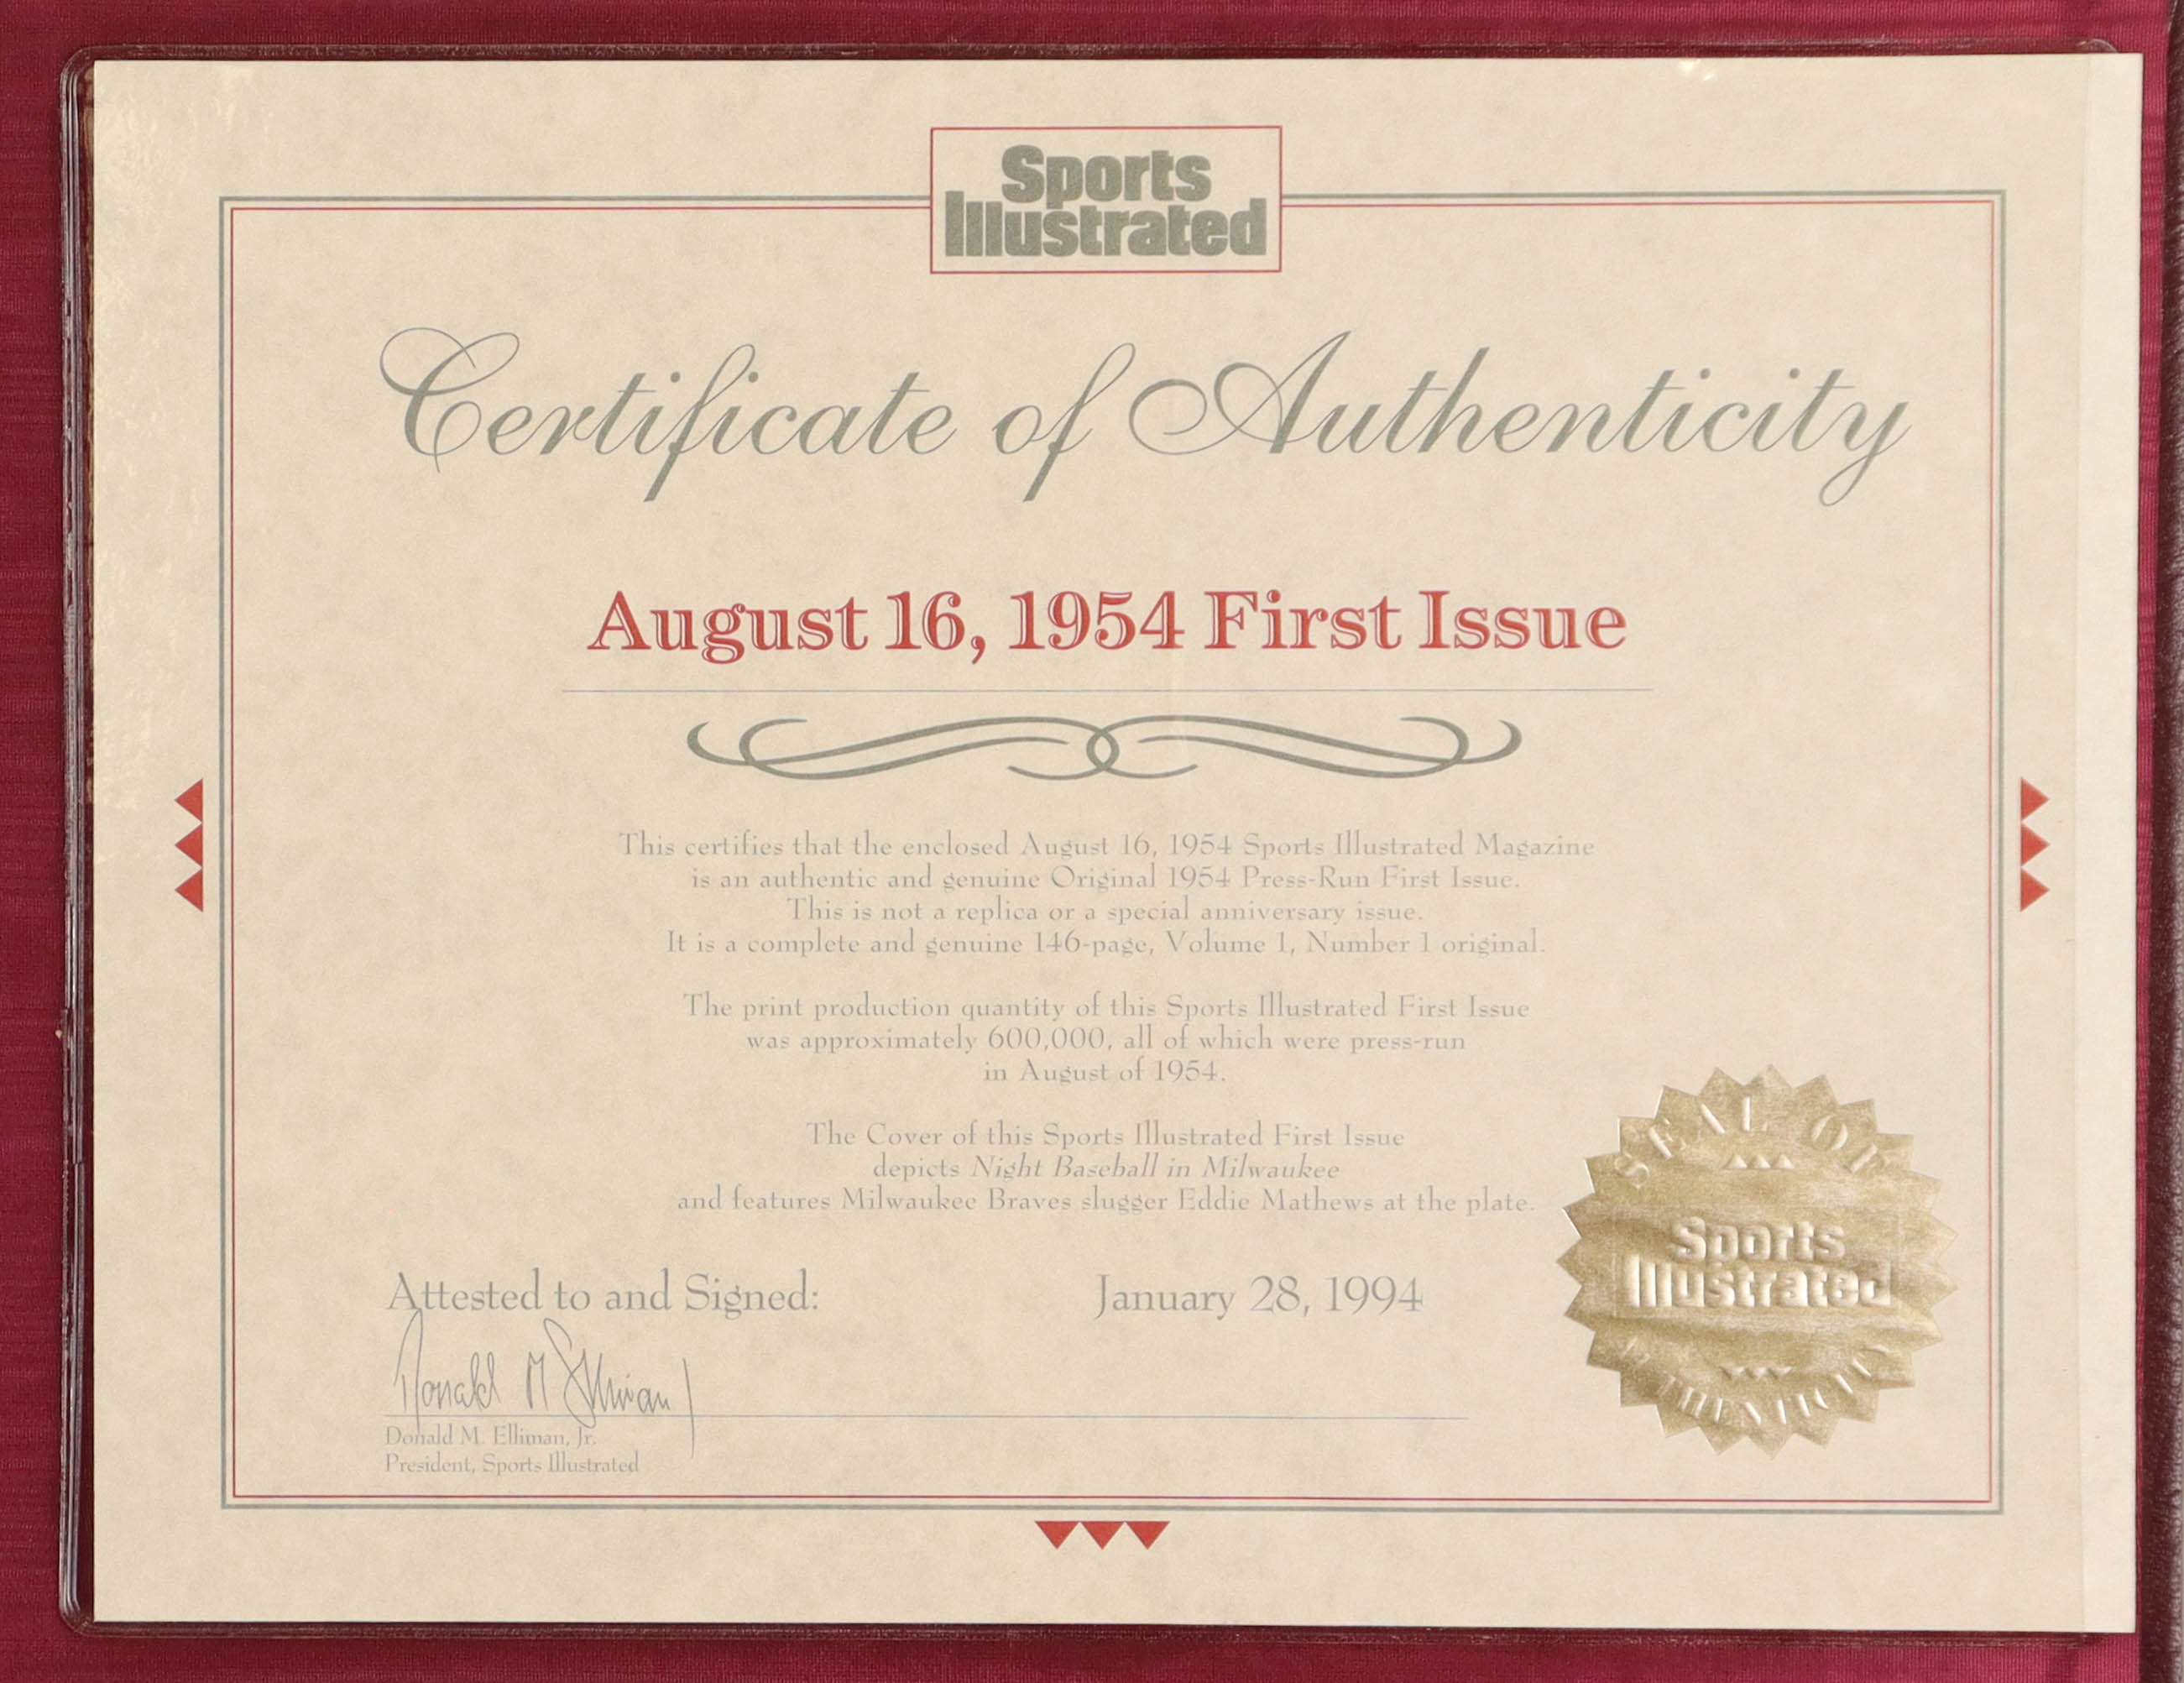 Sports
Illustrated
Certificate of Authenticity
August 16, 1954 First Issue
This certifies that the enclosed August 16, 1954 Sports Illustrated Magazine
is an authentic and genuine Original 1954 Press-Run First Issue.
This is not a replica or a special anniversary issue.
It is a complete and genuine 146-page, Volume 1, Number 1 original.
The print production quantity of this Sports Illustrated First Issue
was approximately 600,000, all of which were press-run
in August of 1954.
The Cover of this Sports Illustrated First Issue
depicts Night Baseball in Milwaukee
and features Milwaukee Braves slugger Eddie Mathews at the plate.
Attested to and Signed:
January 28, 1994
Donald M Elliman
Donald M. Elliman, Jr.
President, Sports Illustrated
SEAL OF
Sports
Illustrated
AUTHENTICITY